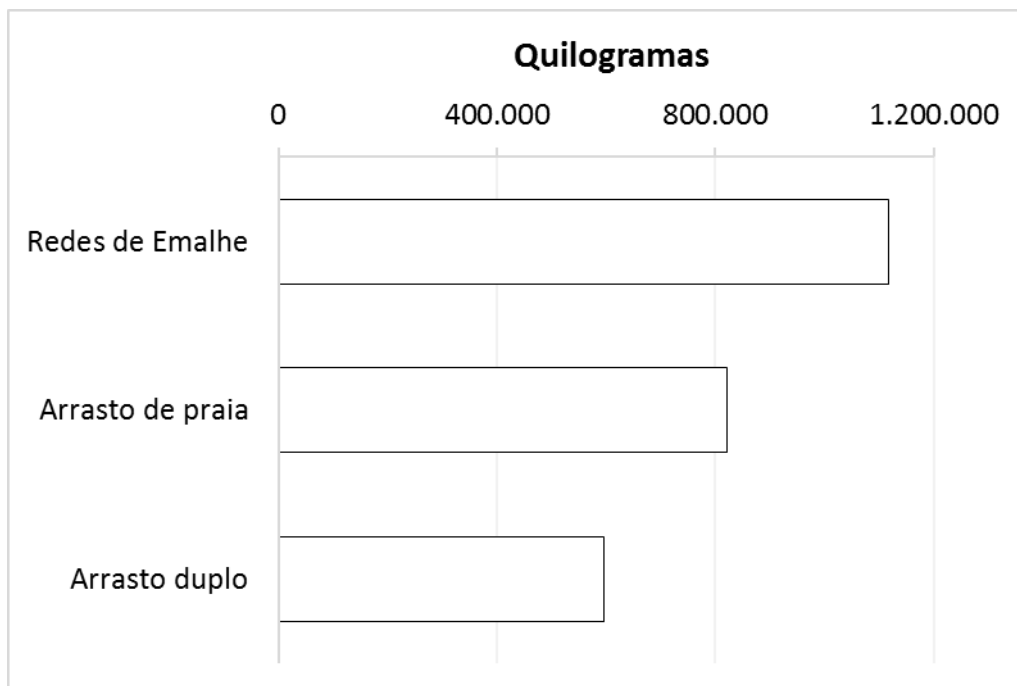 Quilogramas
0 400.000 800.000 1.200.000
Redes de Emalhe
Arrasto de praia
Arrasto duplo